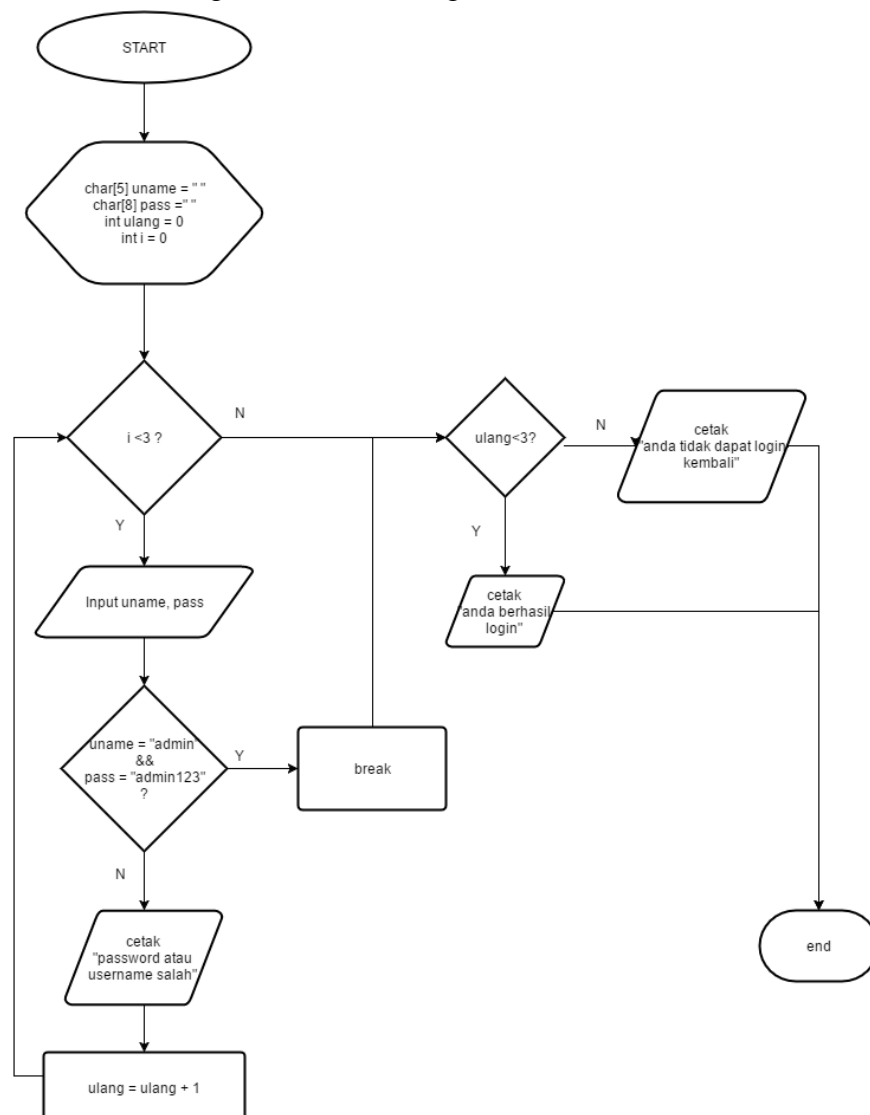 START
char[5] uname = " "
char[8] pass =" "
int ulang = 0
int i = 0
i <3 ?
N
Y
ulang<3?
N
cetak
"anda tidak dapat login
kembali"
Y
cetak
"anda berhasil
login"
Input uname, pass
uname = "admin"
&&
pass = "admin123"
?
Y
break
N
cetak
"password atau
username salah"
end
ulang = ulang + 1